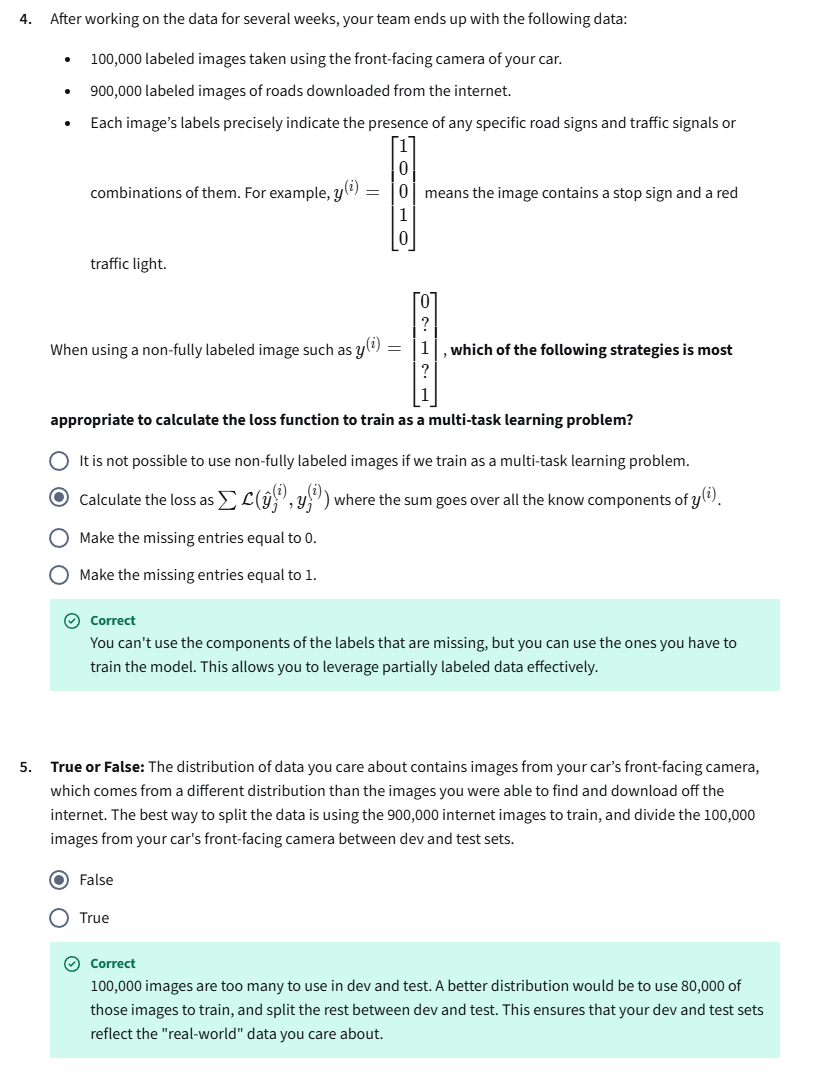 4. After working on the data for several weeks, your team ends up with the following data:
• 100,000 labeled images taken using the front-facing camera of your car.
• 900,000 labeled images of roads downloaded from the internet.
• Each image's labels precisely indicate the presence of any specific road signs and traffic signals or
combinations of them. For example, y^(i) = [1 0 0 1 0] means the image contains a stop sign and a red
traffic light.
When using a non-fully labeled image such as y^(i) = [0 ? 1 ? 1] , which of the following strategies is most
appropriate to calculate the loss function to train as a multi-task learning problem?
It is not possible to use non-fully labeled images if we train as a multi-task learning problem.
Calculate the loss as ∑ ℒ(ŷ_j^(i), y_j^(i)) where the sum goes over all the know components of y^(i).
Make the missing entries equal to 0.
Make the missing entries equal to 1.
Correct
You can't use the components of the labels that are missing, but you can use the ones you have to
train the model. This allows you to leverage partially labeled data effectively.
5. True or False: The distribution of data you care about contains images from your car's front-facing camera,
which comes from a different distribution than the images you were able to find and download off the
internet. The best way to split the data is using the 900,000 internet images to train, and divide the 100,000
images from your car's front-facing camera between dev and test sets.
False
True
Correct
100,000 images are too many to use in dev and test. A better distribution would be to use 80,000 of
those images to train, and split the rest between dev and test. This ensures that your dev and test sets
reflect the "real-world" data you care about.